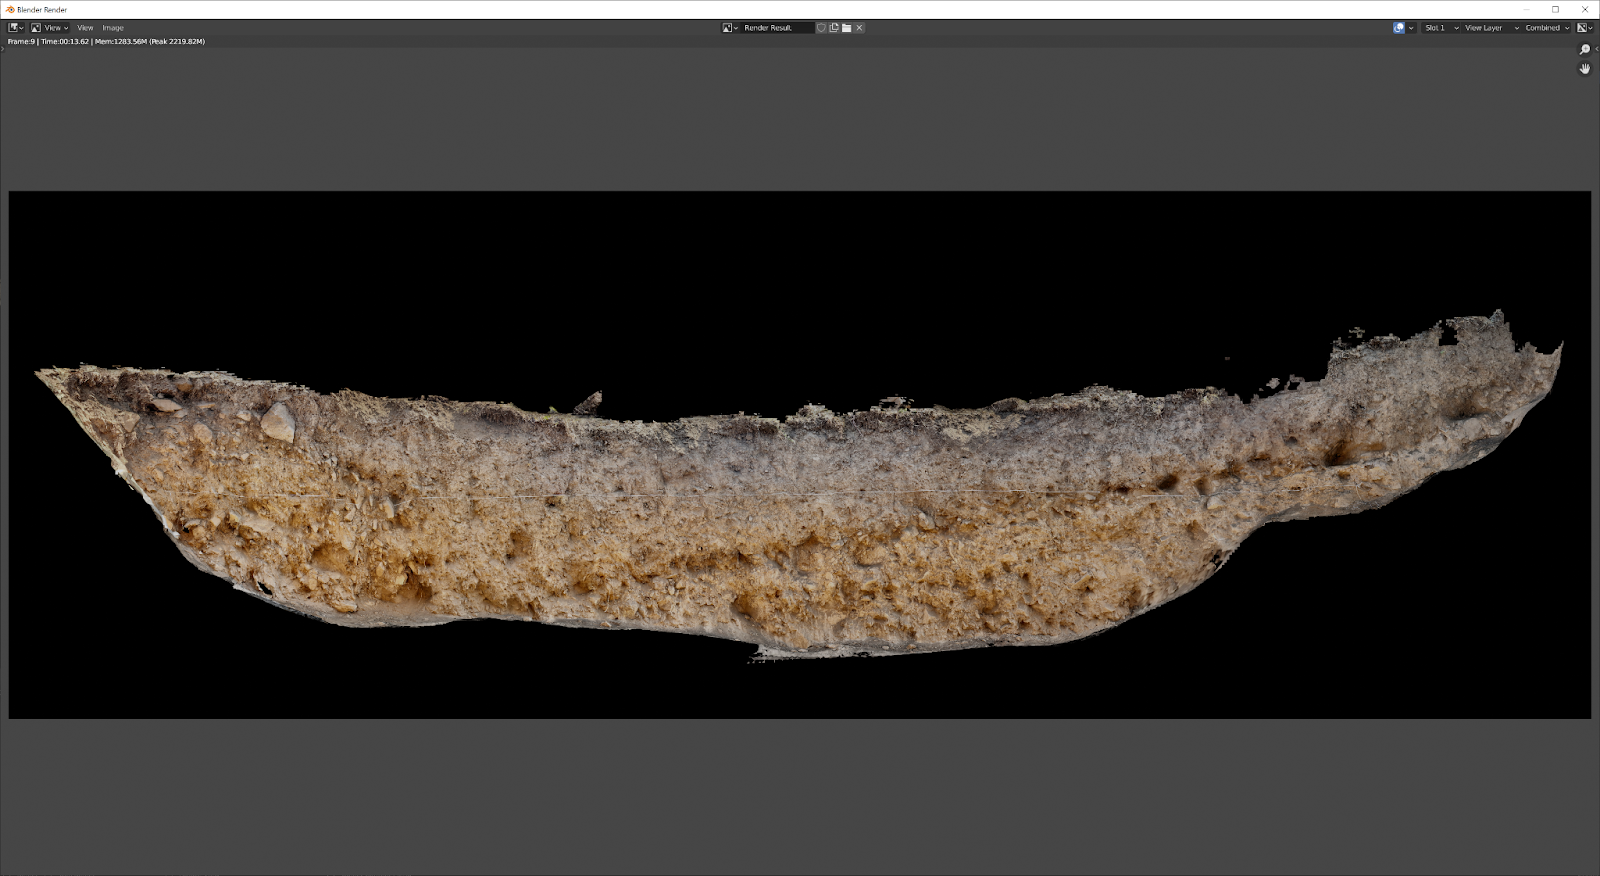 Blender Render
View View Image Render Result Slot 1 View Layer Combined
Frame:9 | Time:00:13.62 | Mem:1283.56M (Peak 2219.82M)